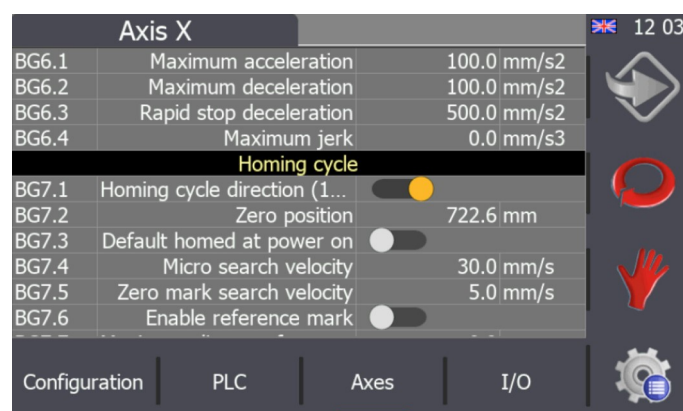 Axis X
12 03
BG6.1 Maximum acceleration 100.0 mm/s2
BG6.2 Maximum deceleration 100.0 mm/s2
BG6.3 Rapid stop deceleration 500.0 mm/s2
BG6.4 Maximum jerk 0.0 mm/s3
Homing cycle
BG7.1 Homing cycle direction (1...
BG7.2 Zero position 722.6 mm
BG7.3 Default homed at power on
BG7.4 Micro search velocity 30.0 mm/s
BG7.5 Zero mark search velocity 5.0 mm/s
BG7.6 Enable reference mark
Configuration PLC Axes I/O